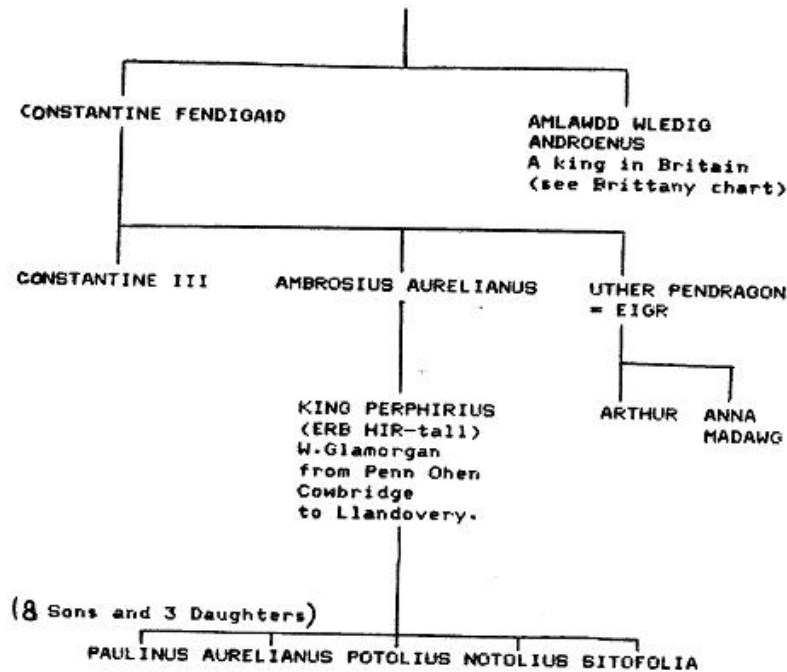 CONSTANTINE FENDIGAID
AMLAWDD WLEDIG
ANDROENUS
A king in Britain
(see Brittany chart)
CONSTANTINE III
AMBROSIUS AURELIANUS
UTHER PENDRAGON
= EIGR
KING PERPHIRIUS
(ERB HIR-tall)
W.Glamorgan
from Penn Ohen
Cowbridge
to Llandovery.
ARTHUR
ANNA
MADAWG
(8 Sons and 3 Daughters)
PAULINUS AURELIANUS POTOLIUS NOTOLIUS SITOFOLIA